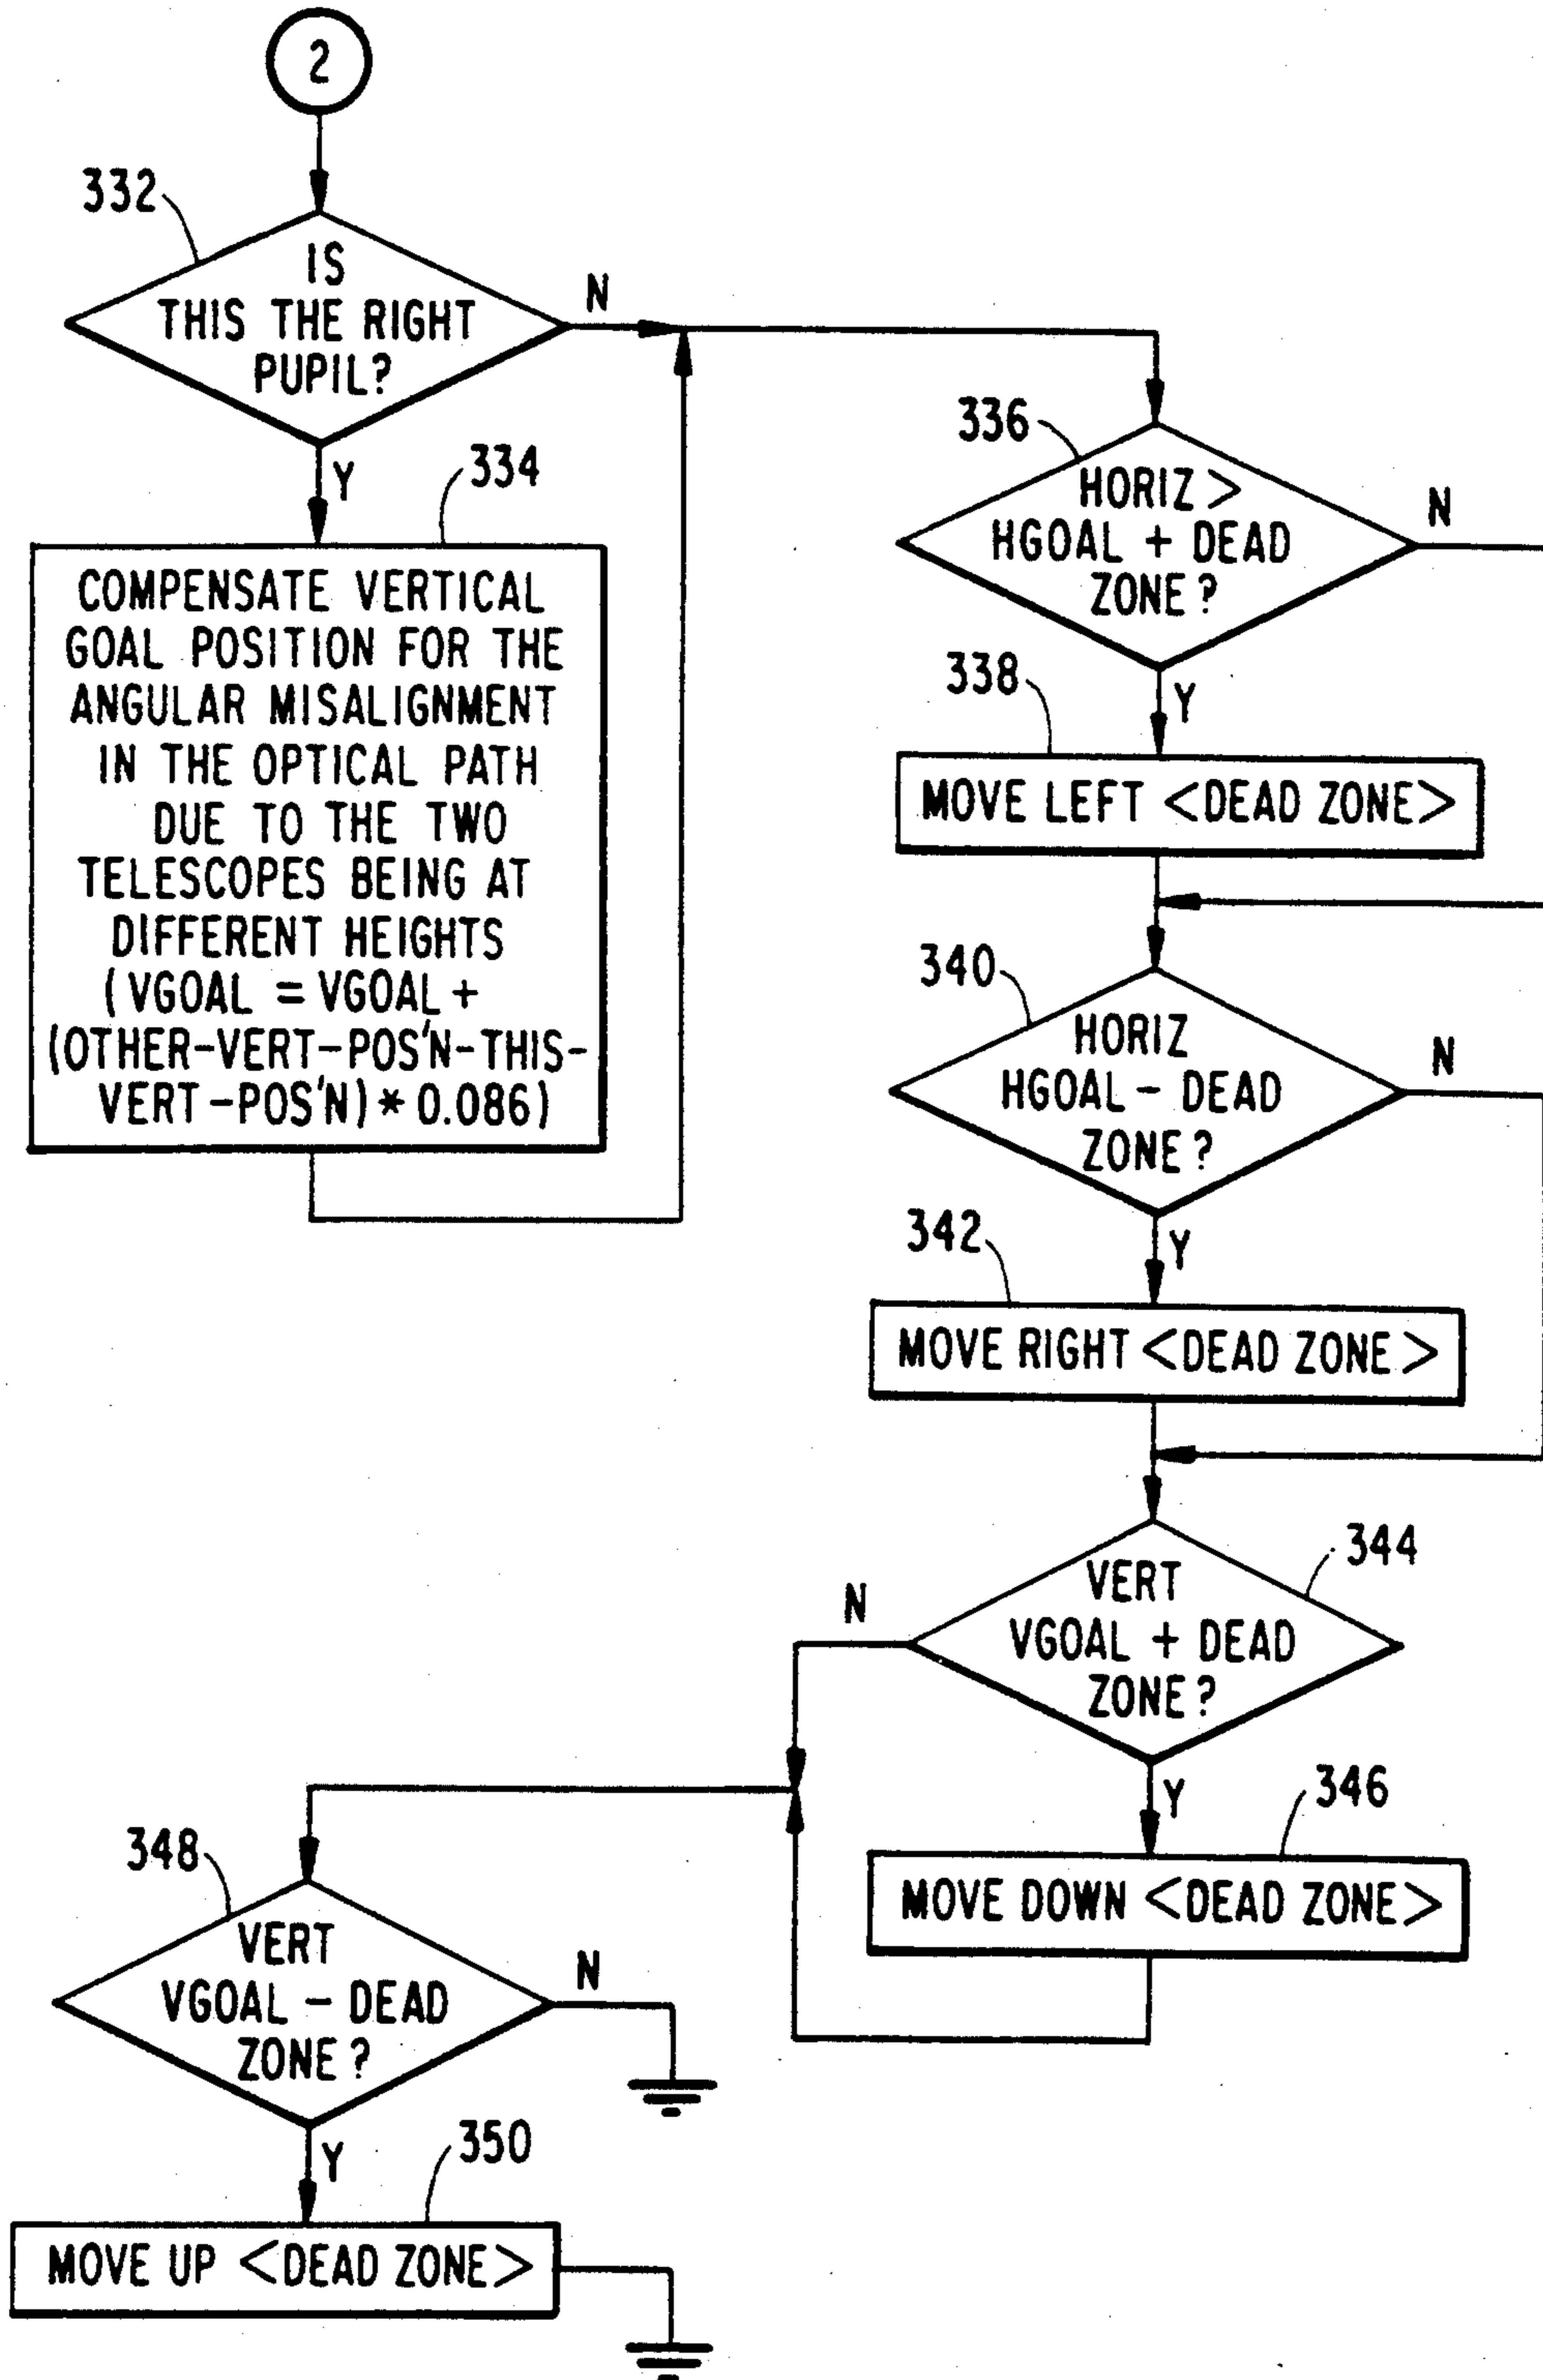 2
332
IS
THIS THE RIGHT
PUPIL?
N
Y
334
COMPENSATE VERTICAL
GOAL POSITION FOR THE
ANGULAR MISALIGNMENT
IN THE OPTICAL PATH
DUE TO THE TWO
TELESCOPES BEING AT
DIFFERENT HEIGHTS
(VGOAL = VGOAL +
(OTHER-VERT-POS'N-THIS-
VERT-POS'N) * 0.086)
336
HORIZ >
HGOAL + DEAD
ZONE?
N
Y
338
MOVE LEFT <DEAD ZONE>
340
HORIZ
HGOAL - DEAD
ZONE?
N
Y
342
MOVE RIGHT <DEAD ZONE>
344
VERT
VGOAL + DEAD
ZONE?
N
Y
346
MOVE DOWN <DEAD ZONE>
348
VERT
VGOAL - DEAD
ZONE?
N
Y
350
MOVE UP <DEAD ZONE>